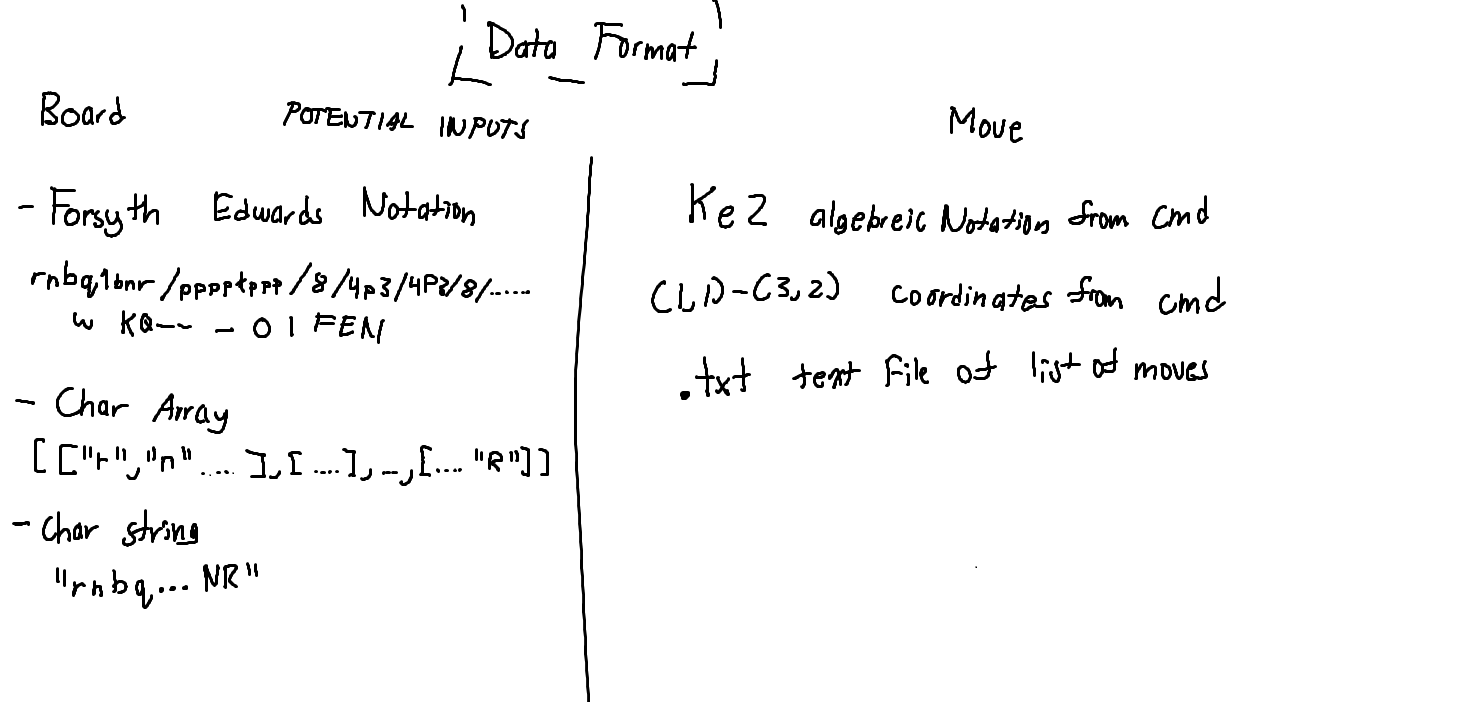 Data Format
Board POTENTIAL INPUTS Move
- Forsyth Edwards Notation
rnbq1bnr/ppppkppp/8/4p3/4P3/8/......
w KQ-- - 0 1 FEN
- Char Array
[["r","n" .... ],[ ....],_,[.... "R"]]
- Char string
"rnbq... NR"
Ke2 algebreic Notation from cmd
(1,1)-(3,2) coordinates from cmd
.txt text file of list of moves